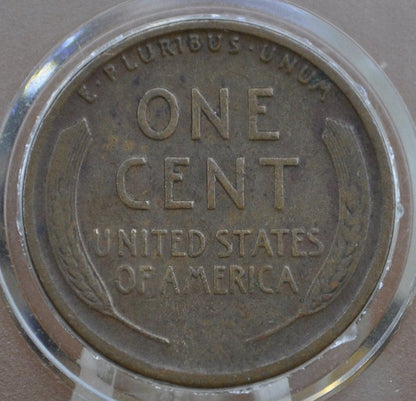 E · PLURIBUS · UNUM
ONE
CENT
UNITED STATES
OF AMERICA